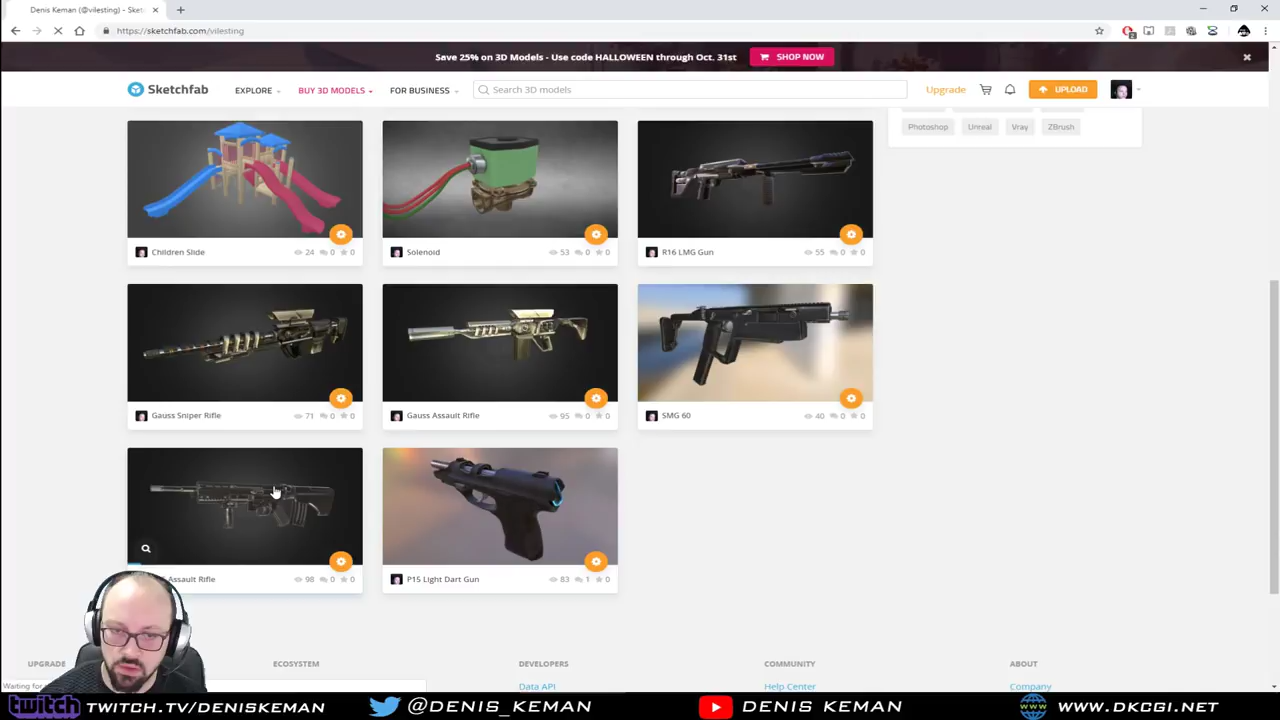 Denis Keman (@vilesting) - Sket
https://sketchfab.com/vilesting
Save 25% on 3D Models - Use code HALLOWEEN through Oct. 31st
SHOP NOW
Sketchfab
EXPLORE
BUY 3D MODELS
FOR BUSINESS
Search 3D models
Upgrade
UPLOAD
Photoshop
Unreal
Vray
ZBrush
Children Slide
24 0 0
Solenoid
53 0 0
R16 LMG Gun
55 0 0
Gauss Sniper Rifle
71 0 0
Gauss Assault Rifle
95 0 0
SMG 60
40 0 0
Assault Rifle
98 0 0
P15 Light Dart Gun
83 1 0
UPGRADE
ECOSYSTEM
DEVELOPERS
COMMUNITY
ABOUT
Waiting for
Data API
Help Center
Company
twitch
TWITCH.TV/DENISKEMAN
@DENIS_KEMAN
DENIS KEMAN
WWW.DKCGI.NET